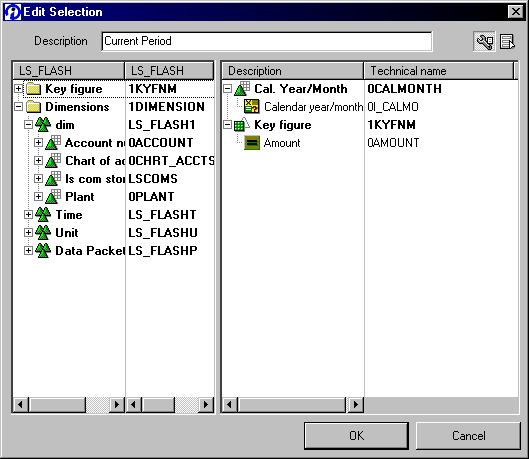 Edit Selection
Description Current Period
LS_FLASH LS_FLASH
Key figure 1KYFNM
Dimensions 1DIMENSION
dim LS_FLASH1
Account n 0ACCOUNT
Chart of ac 0CHRT_ACCTS
Is com stor LSCOMS
Plant 0PLANT
Time LS_FLASHT
Unit LS_FLASHU
Data Packet LS_FLASHP
Description Technical name
Cal. Year/Month 0CALMONTH
Calendar year/month 0I_CALMO
Key figure 1KYFNM
Amount 0AMOUNT
OK Cancel